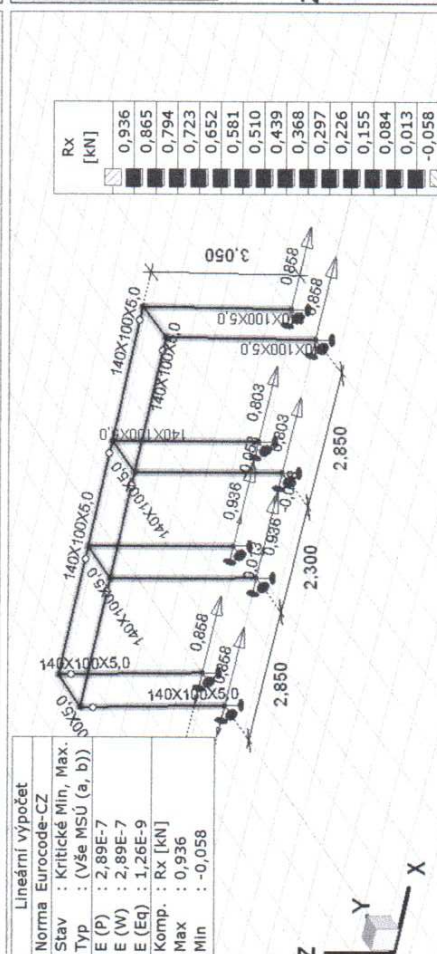 Lineární výpočet
Norma Eurocode-CZ
Stav : Kritické Min, Max.
Typ : (Vše MSÚ (a, b))
E (P) : 2,89E-7
E (W) : 2,89E-7
E (Eq) : 1,26E-9
Komp. : Rx [kN]
Max : 0,936
Min : -0,058
Rx
[kN]
0,936
0,865
0,794
0,723
0,652
0,581
0,510
0,439
0,368
0,297
0,226
0,155
0,084
0,013
-0,058
140X100X5,0
140X100X5,0
140X100X5,0
140X100X5,0
140X100X5,0
140X100X5,0
140X100X5,0
140X100X5,0
00X5,0
0X100X5,0
0X100X5,0
3,050
0,858
0,858
0,803
0,803
0,936
0,936
0,013
0,858
0,858
2,850
2,300
2,850
Z
Y
X